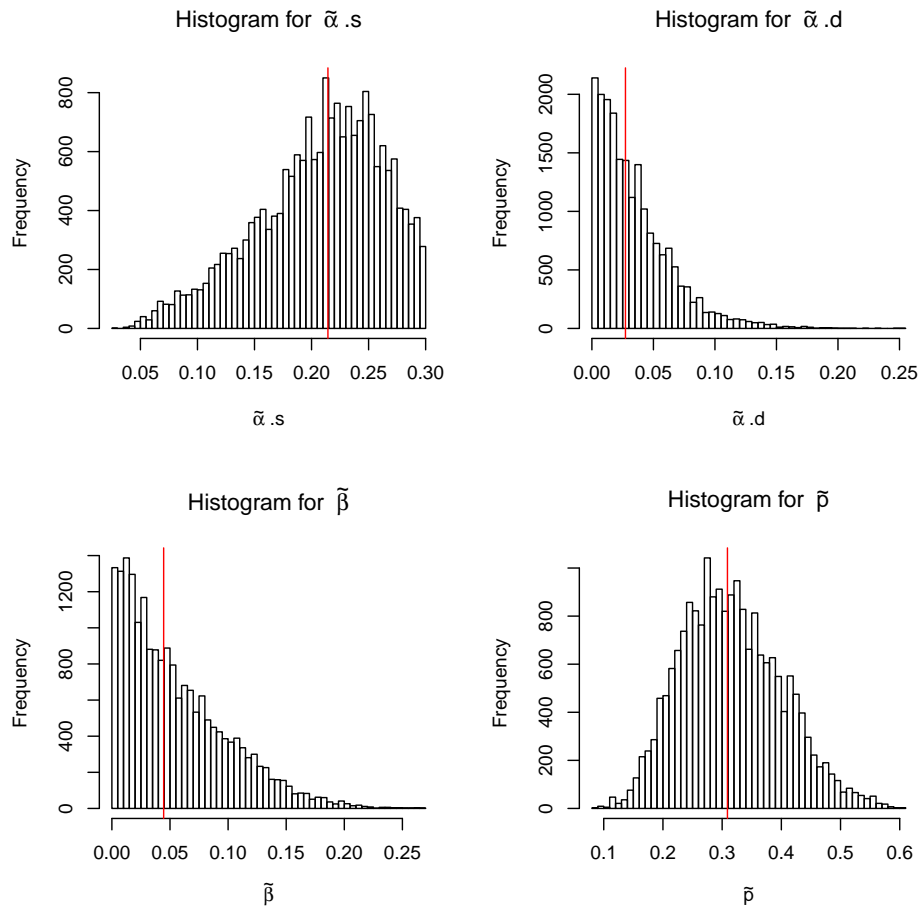 Histogram for α̃ .s
Frequency
0 200 400 600 800
0.05 0.10 0.15 0.20 0.25 0.30
α̃ .s
Histogram for α̃ .d
Frequency
0 500 1000 1500 2000
0.00 0.05 0.10 0.15 0.20 0.25
α̃ .d
Histogram for β̃
Frequency
0 400 800 1200
0.00 0.05 0.10 0.15 0.20 0.25
β̃
Histogram for p̃
Frequency
0 200 400 600 800
0.1 0.2 0.3 0.4 0.5 0.6
p̃